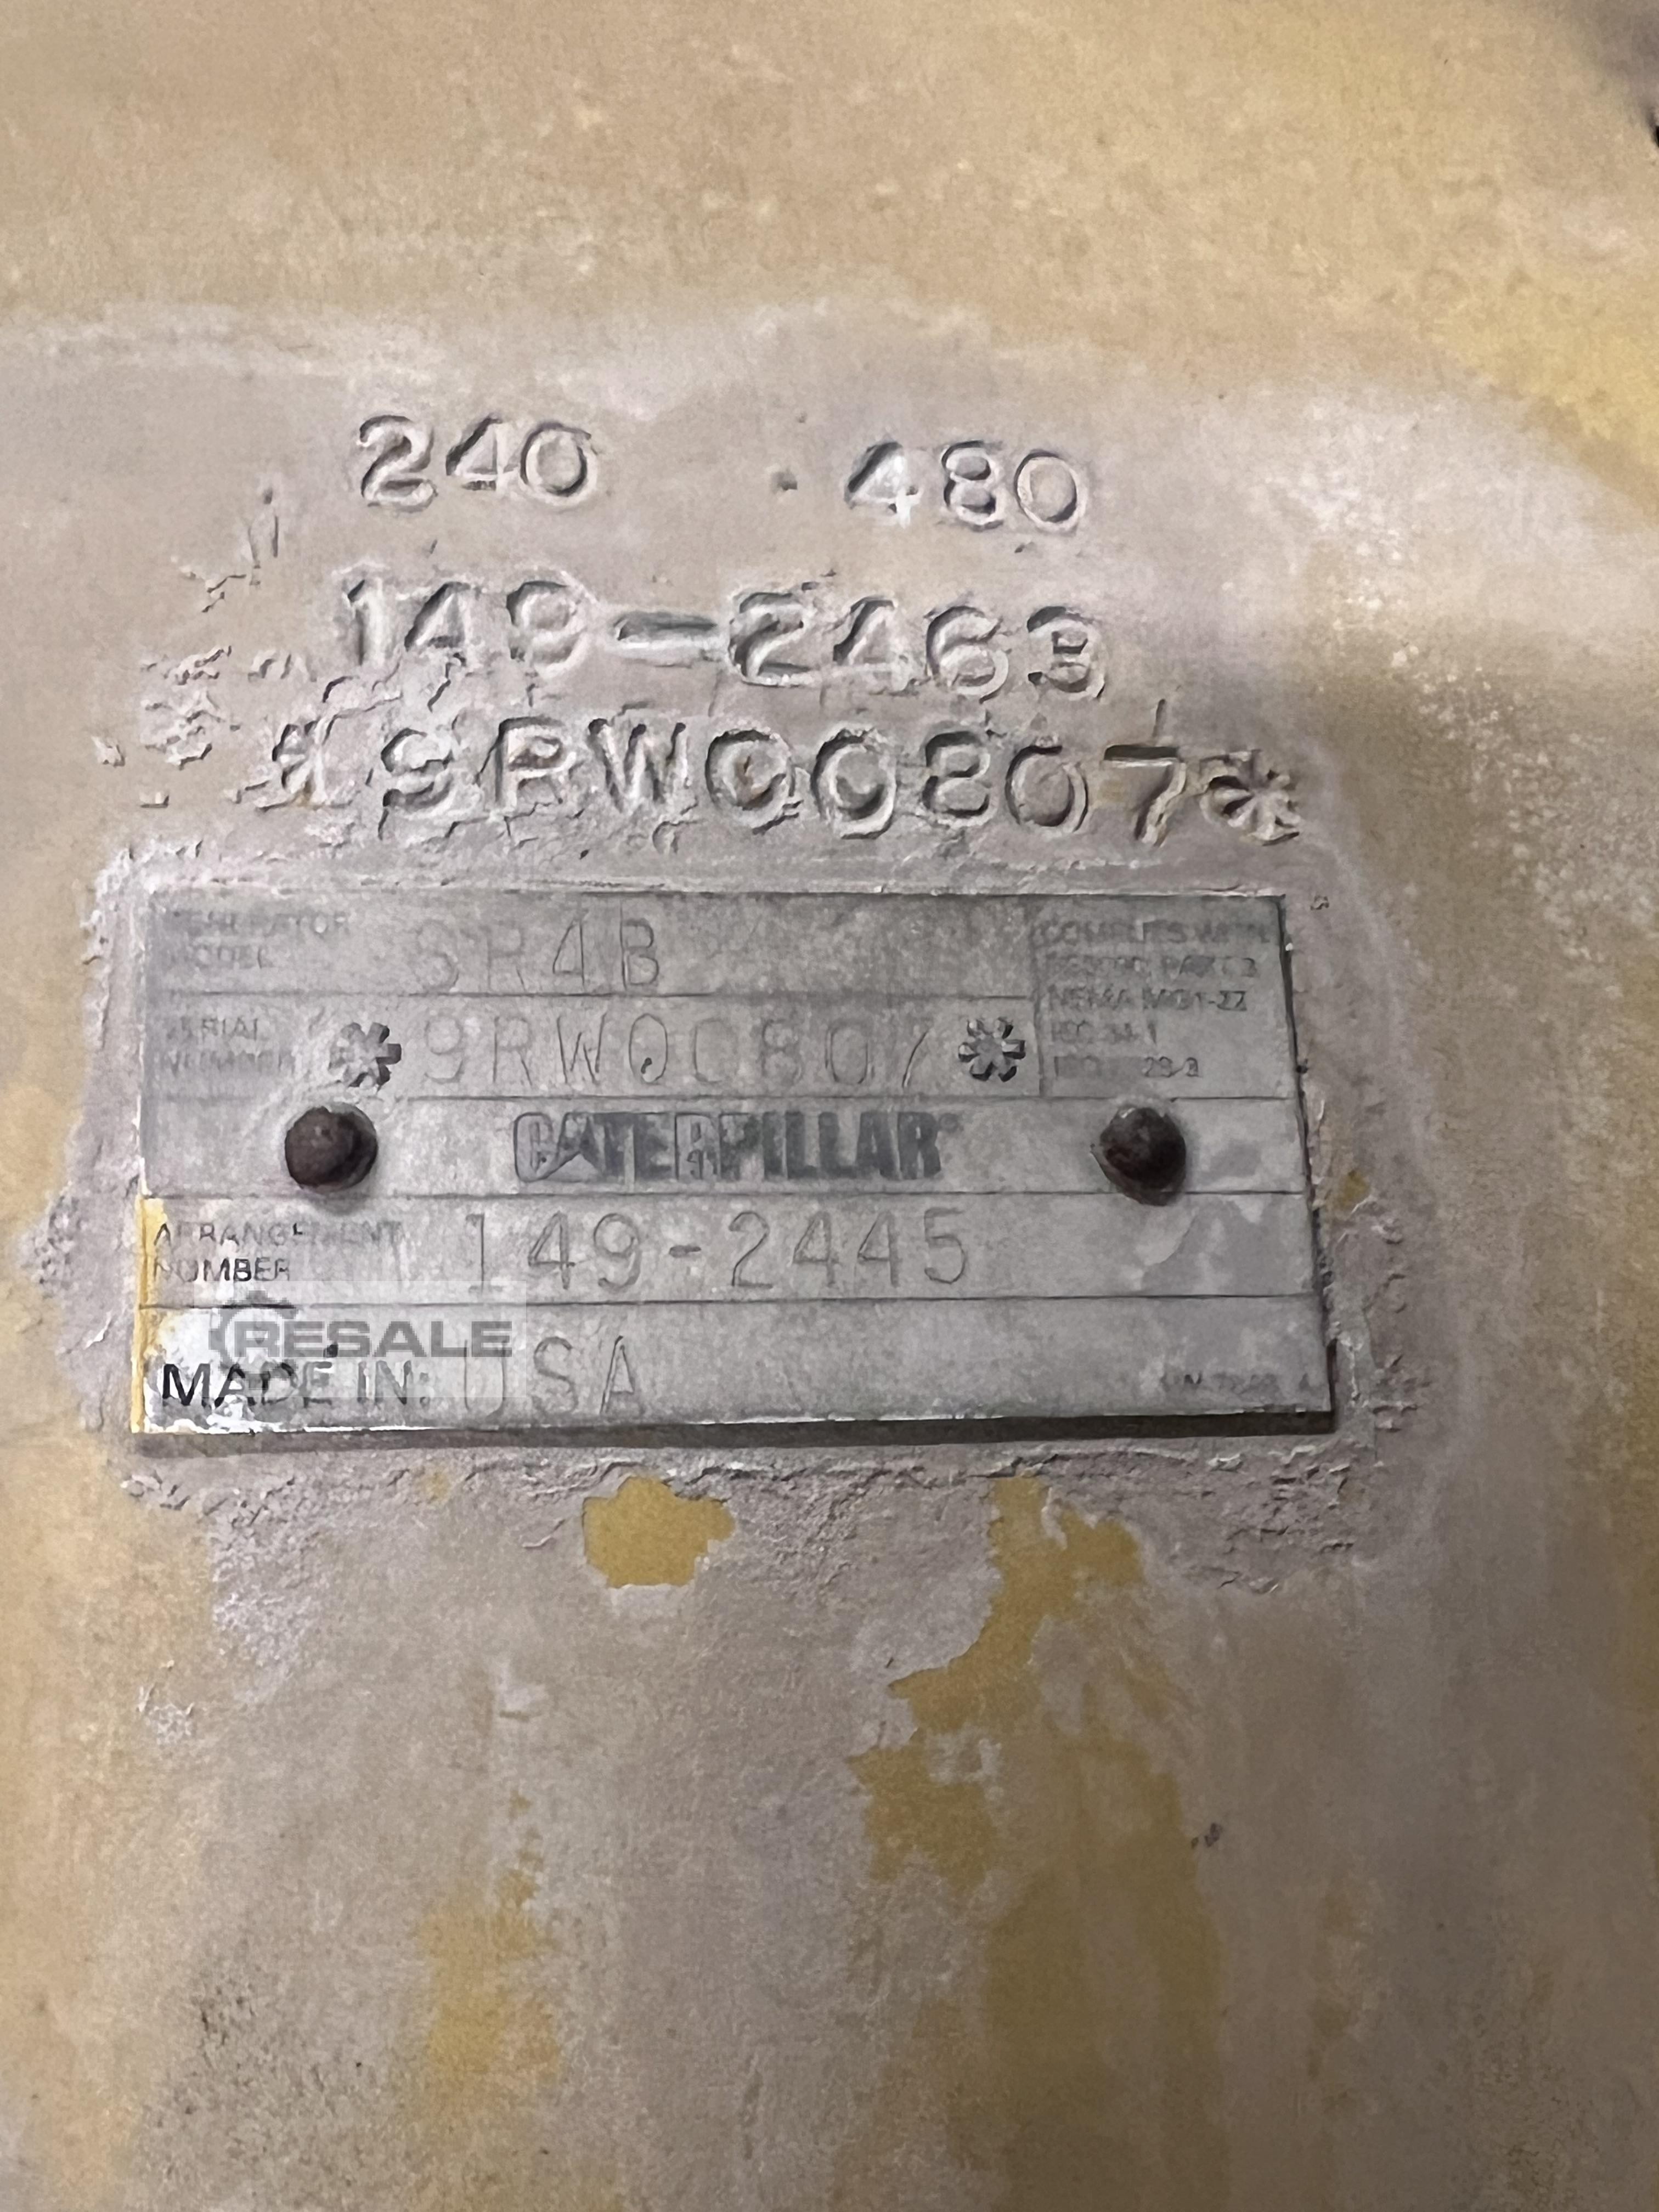 240 480
149-2463
*9RW00807*
GENERATOR MODEL SR4B
COMPLIES WITH
NEMA MG1-22
IEC 34-1
SERIAL NUMBER *9RW00807*
CATERPILLAR®
ARRANGEMENT NUMBER 149-2445
RESALE
MADE IN: USA